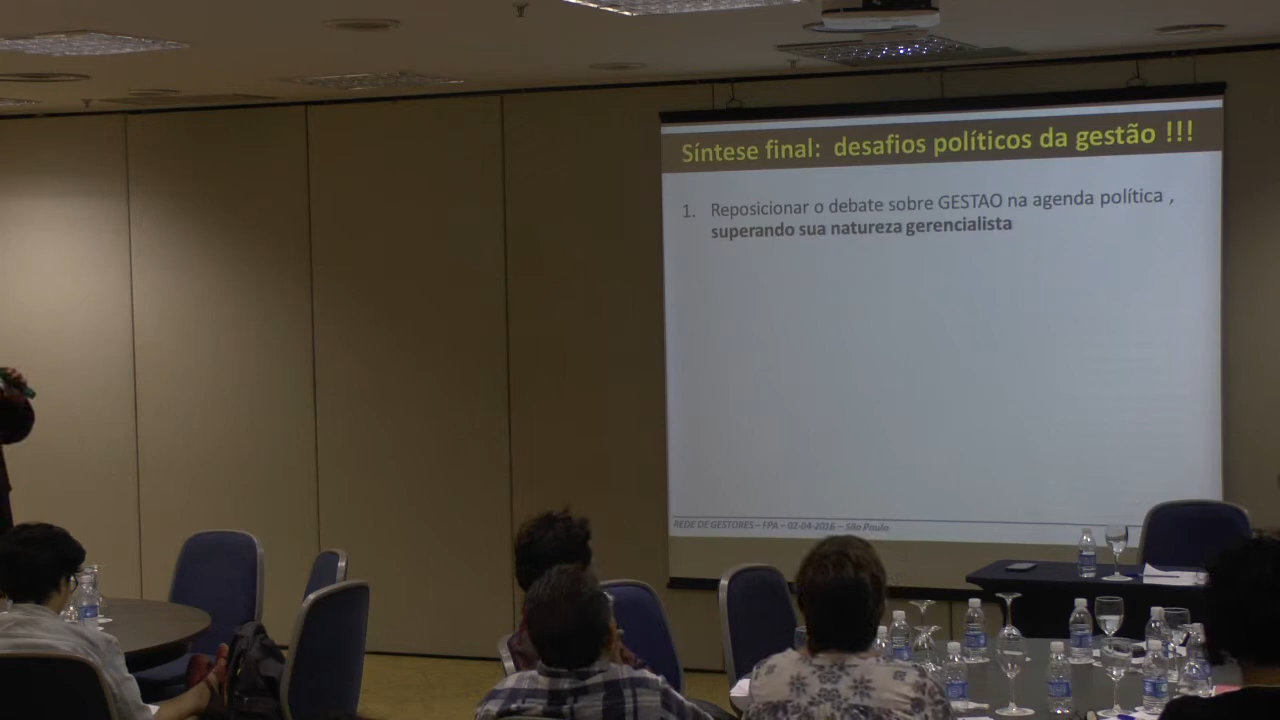 Síntese final:  desafios políticos da gestão !!!
1. Reposicionar o debate sobre GESTAO na agenda política ,
superando sua natureza gerencialista
REDE DE GESTORES – FPA – 02-04-2016 – São Paulo